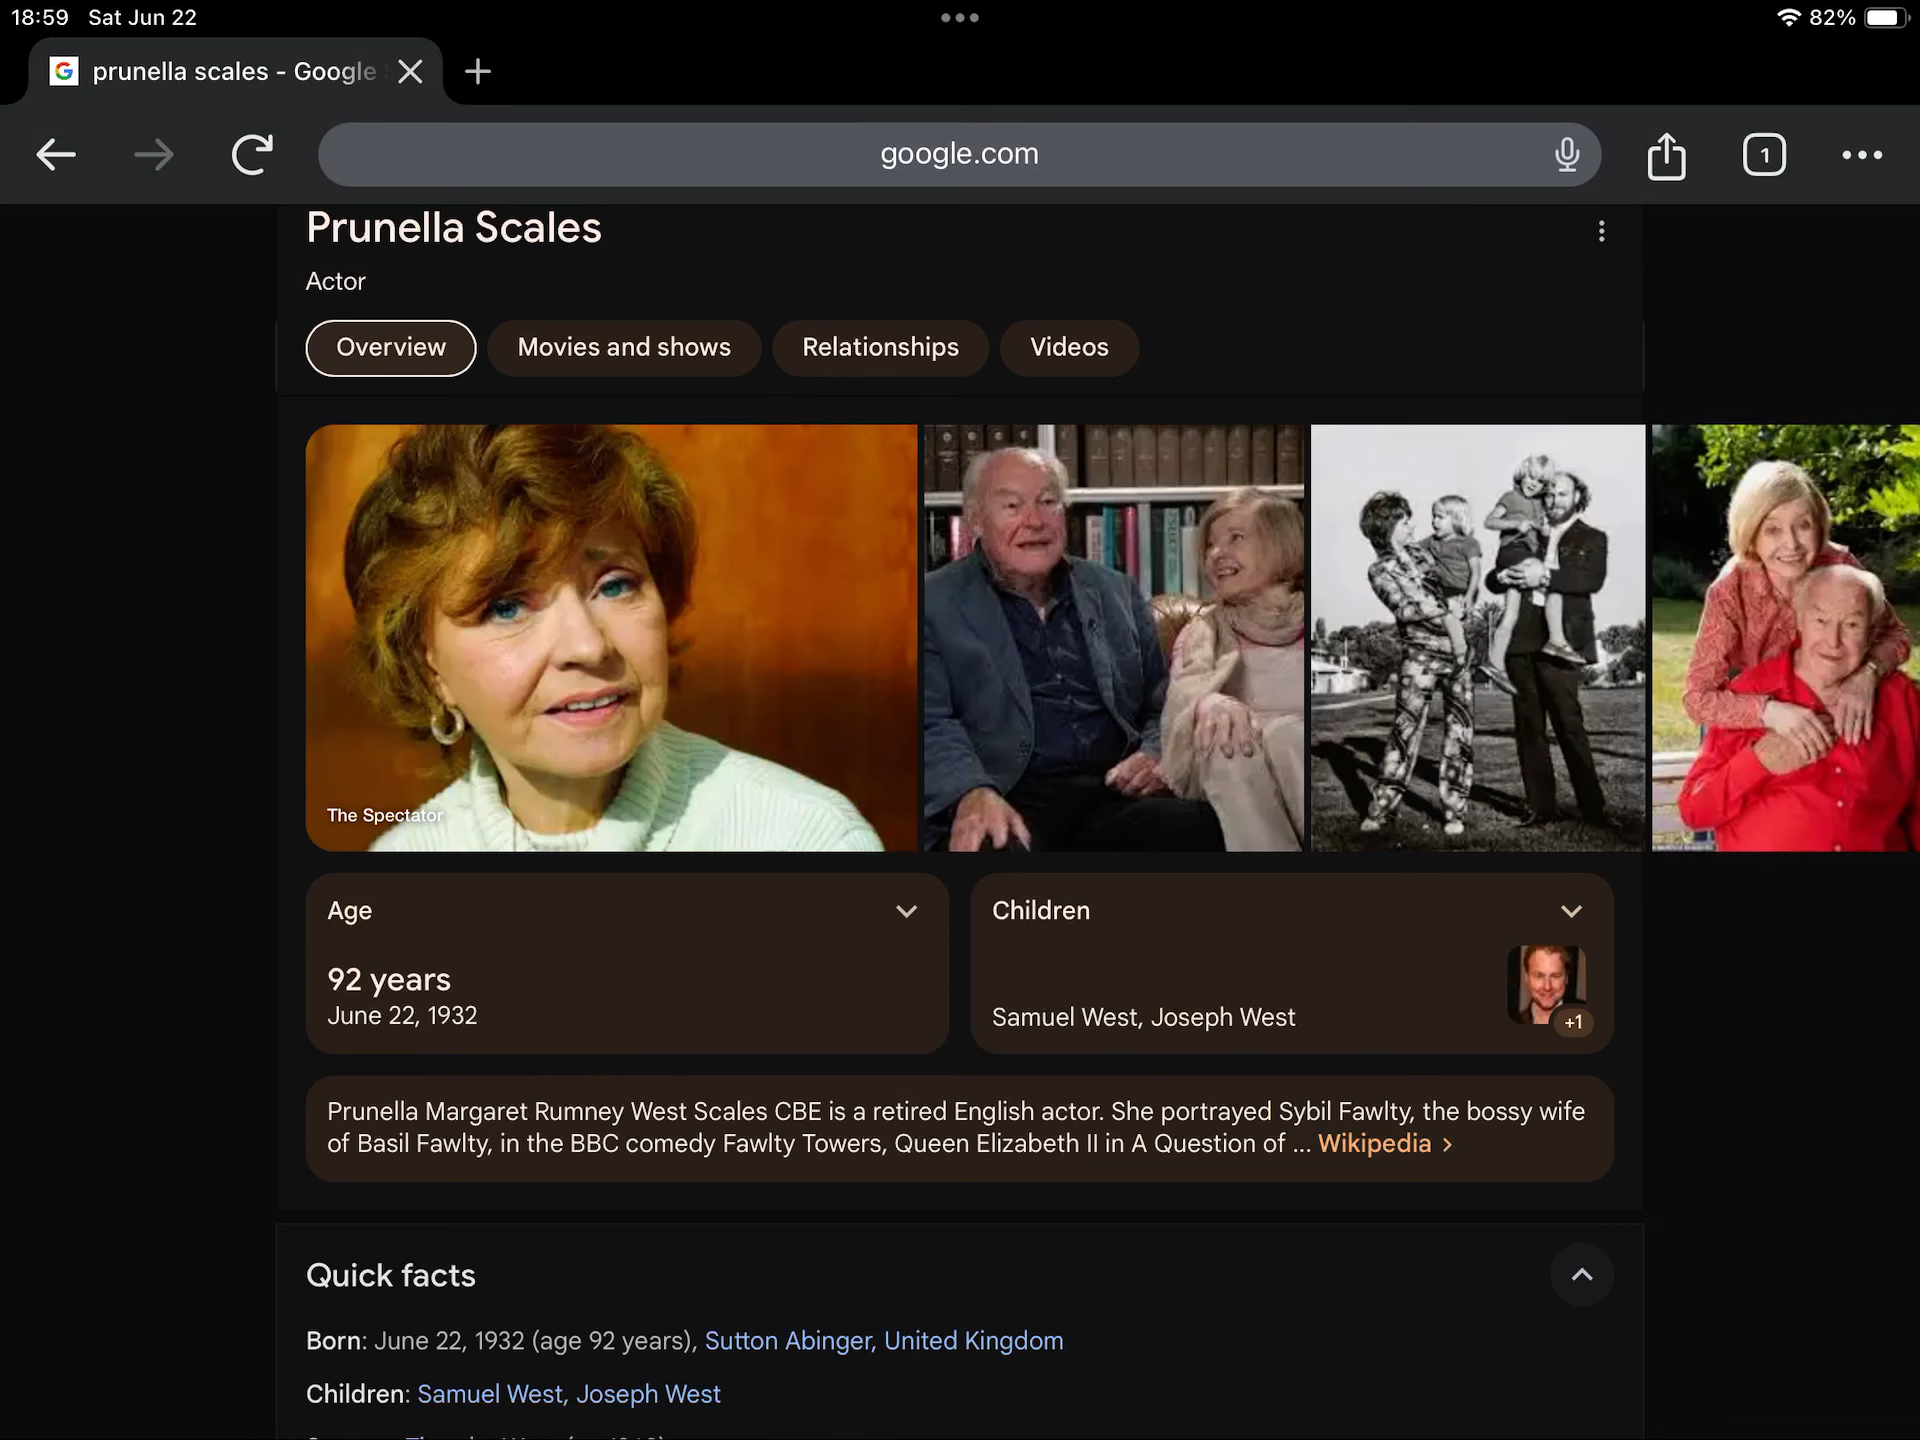 18:59 Sat Jun 22
82%
prunella scales - Google
google.com
1
Prunella Scales
Actor
Overview
Movies and shows
Relationships
Videos
The Spectator
Age
92 years
June 22, 1932
Children
Samuel West, Joseph West
+1
Prunella Margaret Rumney West Scales CBE is a retired English actor. She portrayed Sybil Fawlty, the bossy wife
of Basil Fawlty, in the BBC comedy Fawlty Towers, Queen Elizabeth II in A Question of ... Wikipedia >
Quick facts
Born: June 22, 1932 (age 92 years), Sutton Abinger, United Kingdom
Children: Samuel West, Joseph West